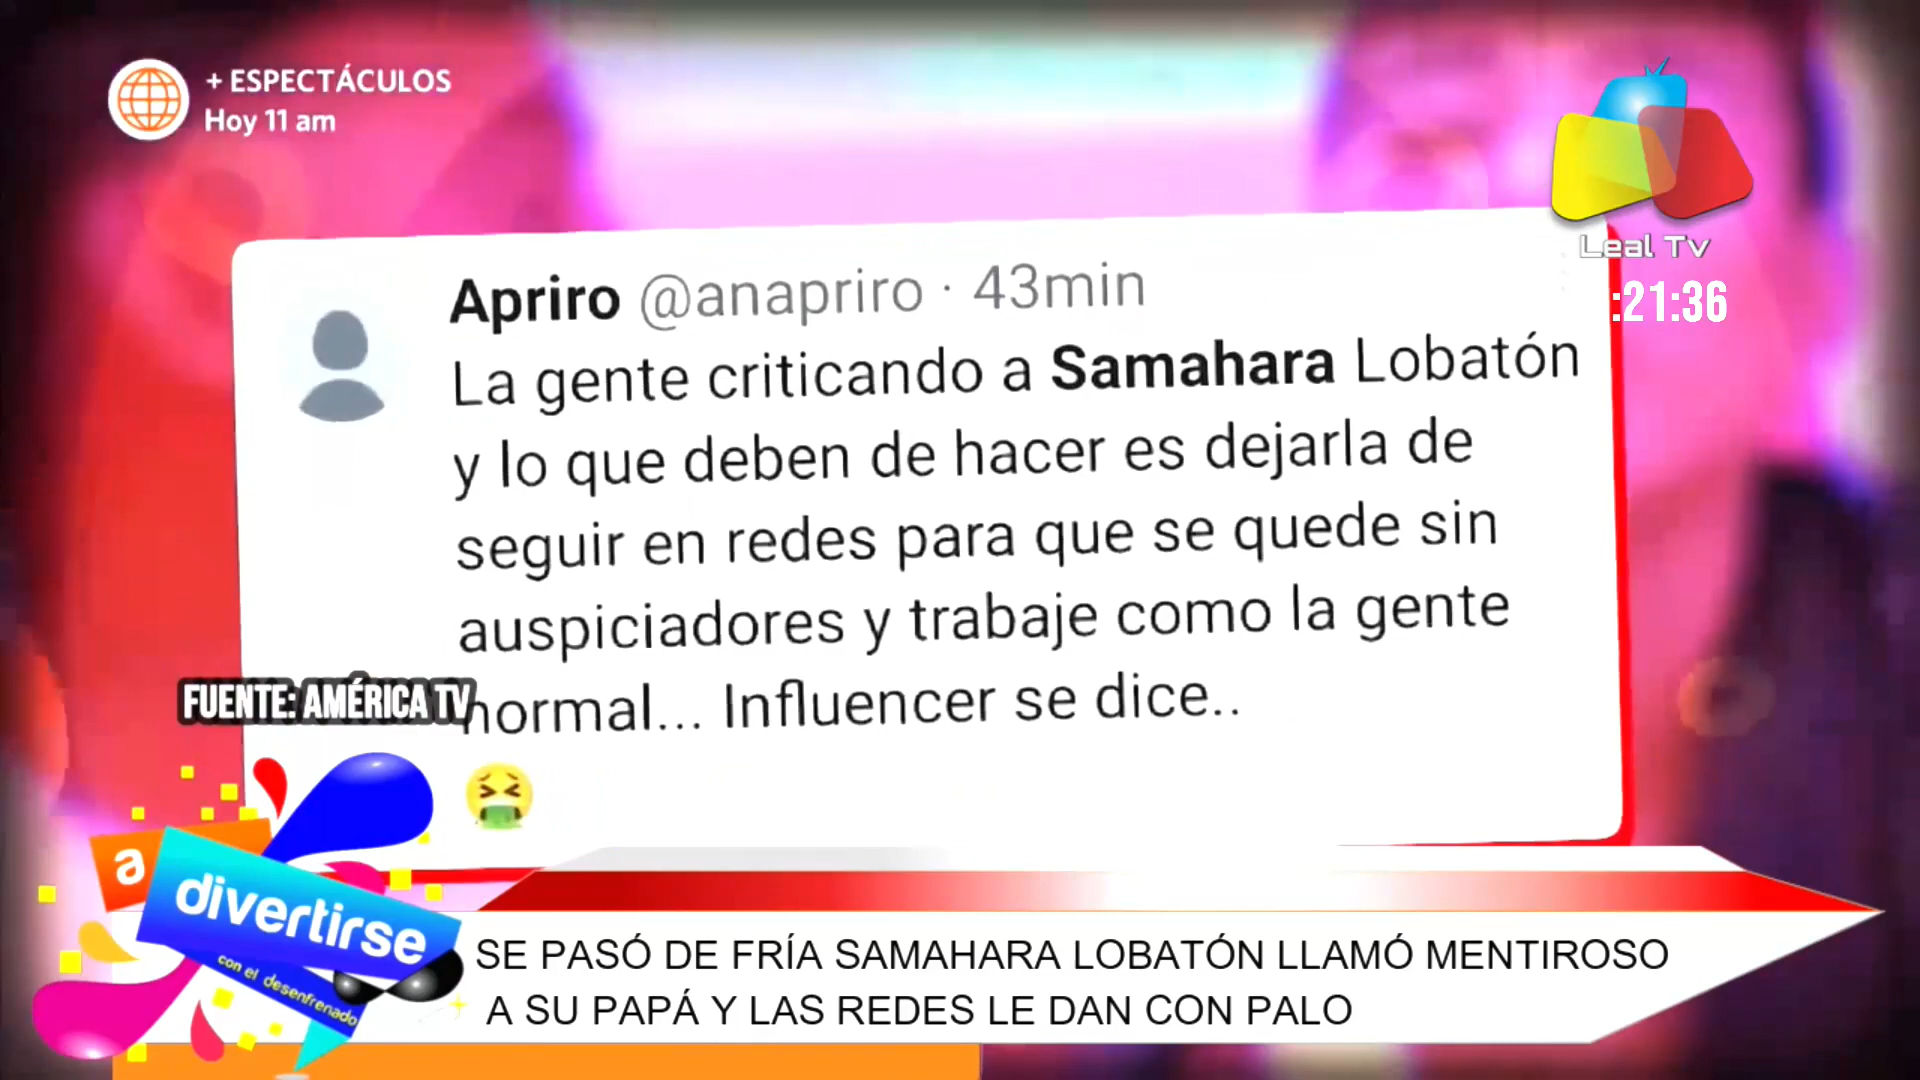 + ESPECTÁCULOS
Hoy 11 am
Leal Tv
:21:36
Apriro @anapriro · 43min
La gente criticando a Samahara Lobatón
y lo que deben de hacer es dejarla de
seguir en redes para que se quede sin
auspiciadores y trabaje como la gente
normal... Influencer se dice..
🤮
FUENTE: AMÉRICA TV
a
divertirse
con el desenfrenado
SE PASÓ DE FRÍA SAMAHARA LOBATÓN LLAMÓ MENTIROSO
A SU PAPÁ Y LAS REDES LE DAN CON PALO